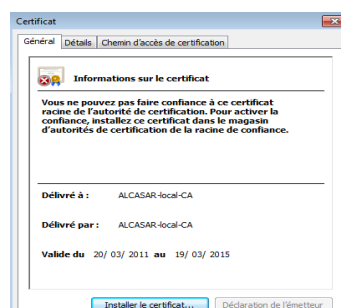 Certificat
Général Détails Chemin d'accès de certification
Informations sur le certificat
Vous ne pouvez pas faire confiance à ce certificat
racine de l'autorité de certification. Pour activer la
confiance, installez ce certificat dans le magasin
d'autorités de certification de la racine de confiance.
Délivré à : ALCASAR-local-CA
Délivré par : ALCASAR-local-CA
Valide du 20/ 03/ 2011 au 19/ 03/ 2015
Installer le certificat... Déclaration de l'émetteur